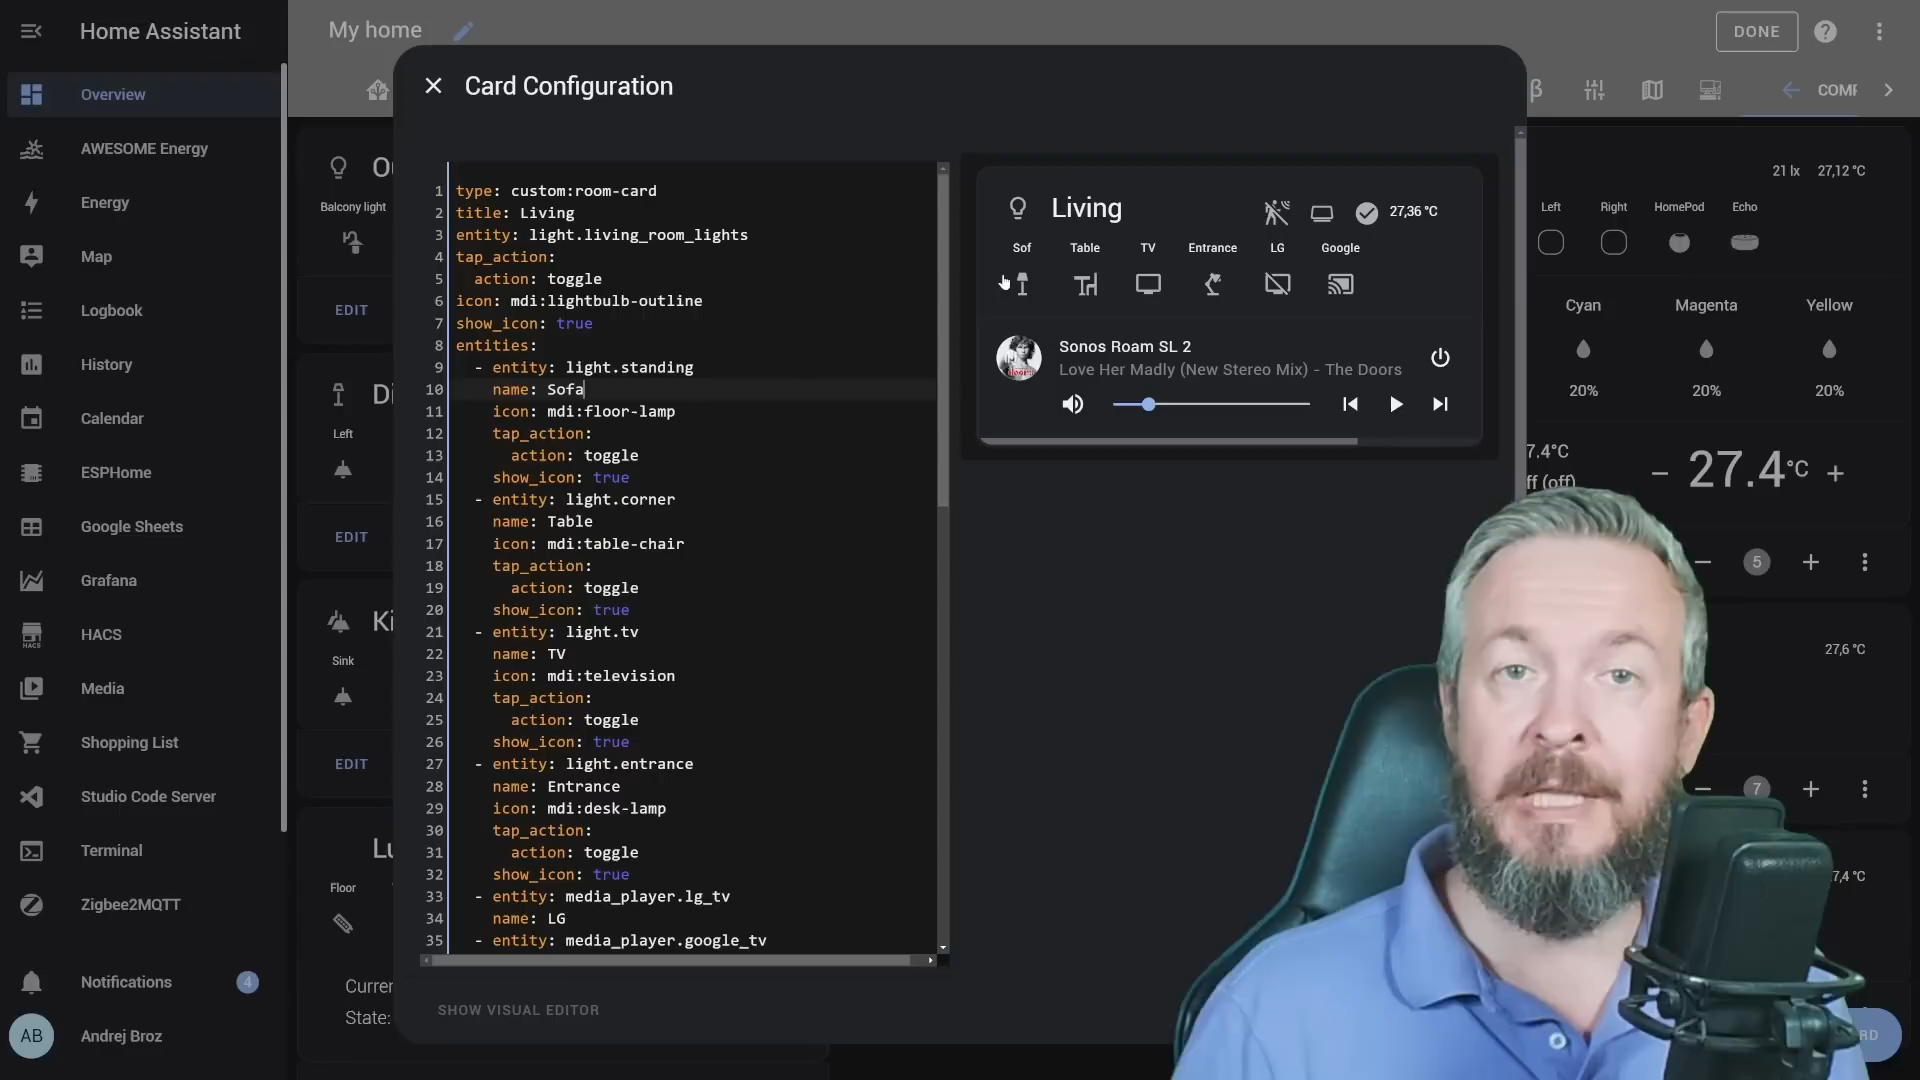 Home Assistant
Overview
AWESOME Energy
Energy
Map
Logbook
History
Calendar
ESPHome
Google Sheets
Grafana
HACS
HACS
Media
Shopping List
Studio Code Server
Terminal
Zigbee2MQTT
Notifications
4
AB
Andrej Broz
My home
DONE
COMF
Balcony light
EDIT
Left
EDIT
Sink
EDIT
Floor
Curren
State:
Card Configuration
1 type: custom:room-card
2 title: Living
3 entity: light.living_room_lights
4 tap_action:
5 action: toggle
6 icon: mdi:lightbulb-outline
7 show_icon: true
8 entities:
9 - entity: light.standing
10 name: Sofa
11 icon: mdi:floor-lamp
12 tap_action:
13 action: toggle
14 show_icon: true
15 - entity: light.corner
16 name: Table
17 icon: mdi:table-chair
18 tap_action:
19 action: toggle
20 show_icon: true
21 - entity: light.tv
22 name: TV
23 icon: mdi:television
24 tap_action:
25 action: toggle
26 show_icon: true
27 - entity: light.entrance
28 name: Entrance
29 icon: mdi:desk-lamp
30 tap_action:
31 action: toggle
32 show_icon: true
33 - entity: media_player.lg_tv
34 name: LG
35 - entity: media_player.google_tv
SHOW VISUAL EDITOR
Living
27,36 °C
Sof Table TV Entrance LG Google
Sonos Roam SL 2
Love Her Madly (New Stereo Mix) - The Doors
21 lx 27,12 °C
Left Right HomePod Echo
Cyan Magenta Yellow
20% 20% 20%
7.4°C
ff (off)
− 27.4 °C +
− 5 +
27,6 °C
− 7 +
7,4 °C
RD